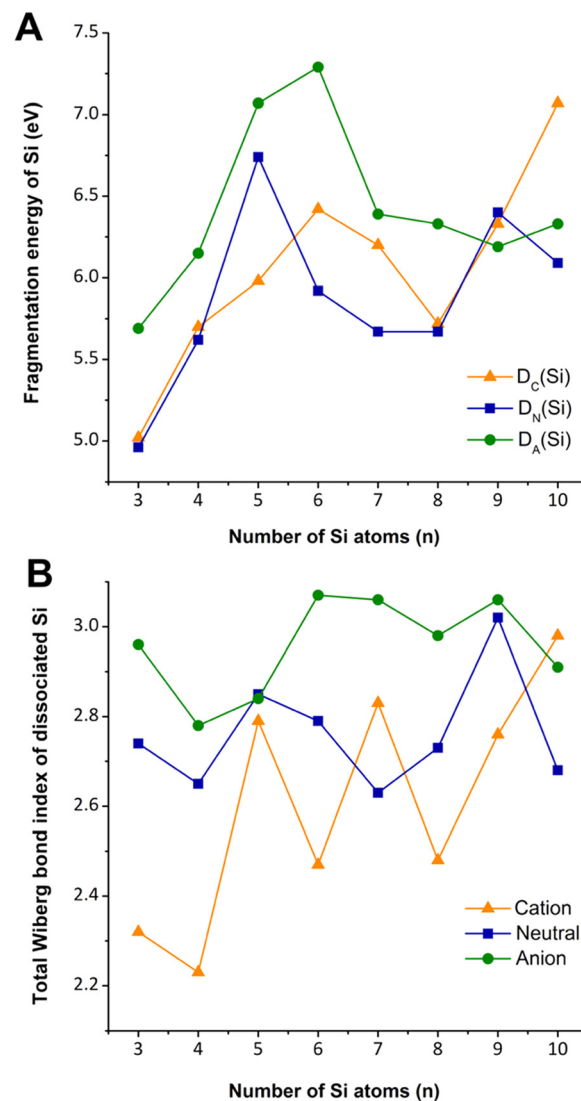 A
Fragmentation energy of Si (eV)
7.5
7.0
6.5
6.0
5.5
5.0
D_C(Si)
D_N(Si)
D_A(Si)
3 4 5 6 7 8 9 10
Number of Si atoms (n)
B
Total Wiberg bond index of dissociated Si
3.0
2.8
2.6
2.4
2.2
Cation
Neutral
Anion
3 4 5 6 7 8 9 10
Number of Si atoms (n)